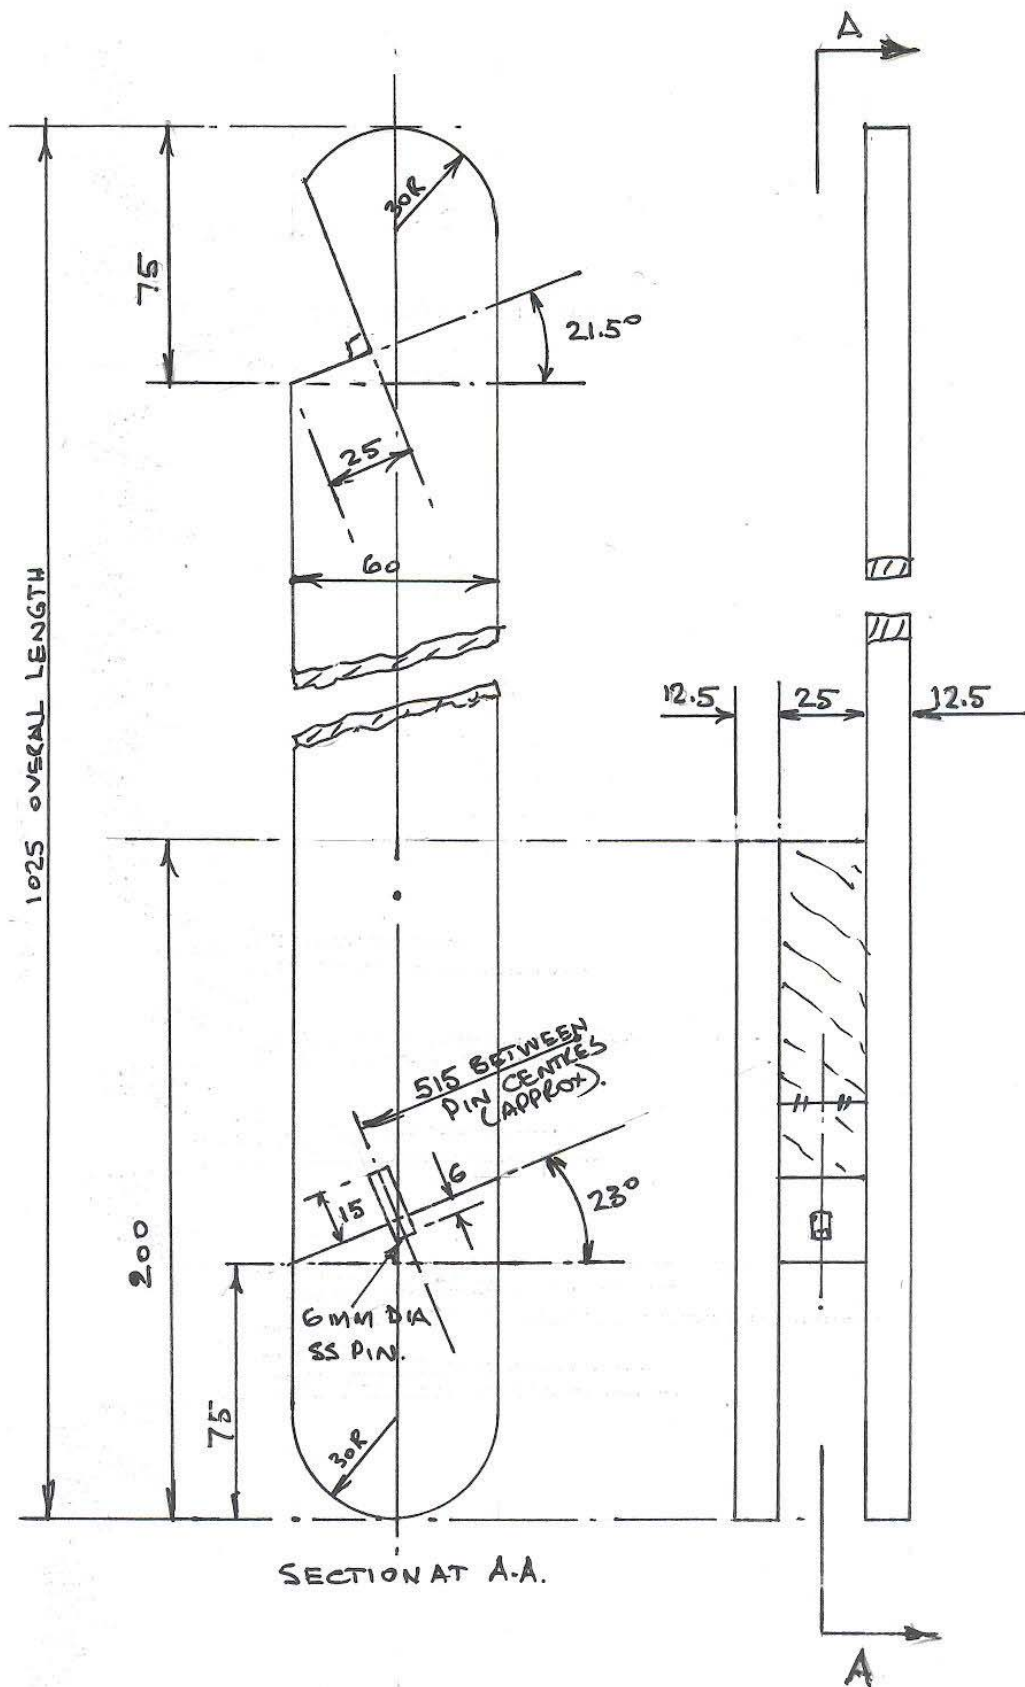 A
30R
75
21.5°
25
60
1025 OVERALL LENGTH
12.5
25
12.5
515 BETWEEN
PIN CENTRES
(APPROX).
6
15
23°
200
6MM DIA
SS PIN.
75
30R
SECTION AT A.A.
A